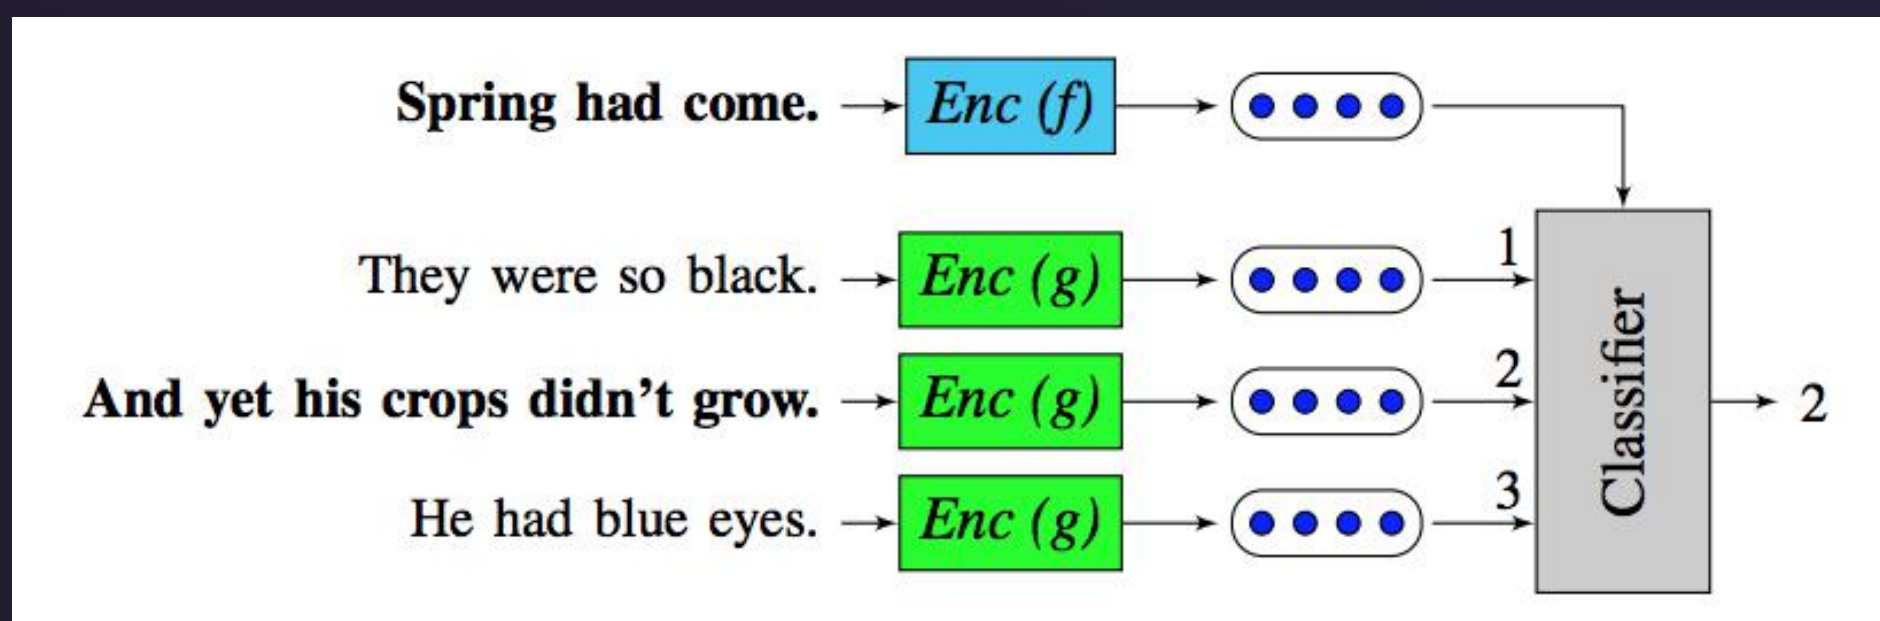 Spring had come. Enc (f)
They were so black. Enc (g) 1
And yet his crops didn't grow. Enc (g) 2
He had blue eyes. Enc (g) 3
Classifier
2